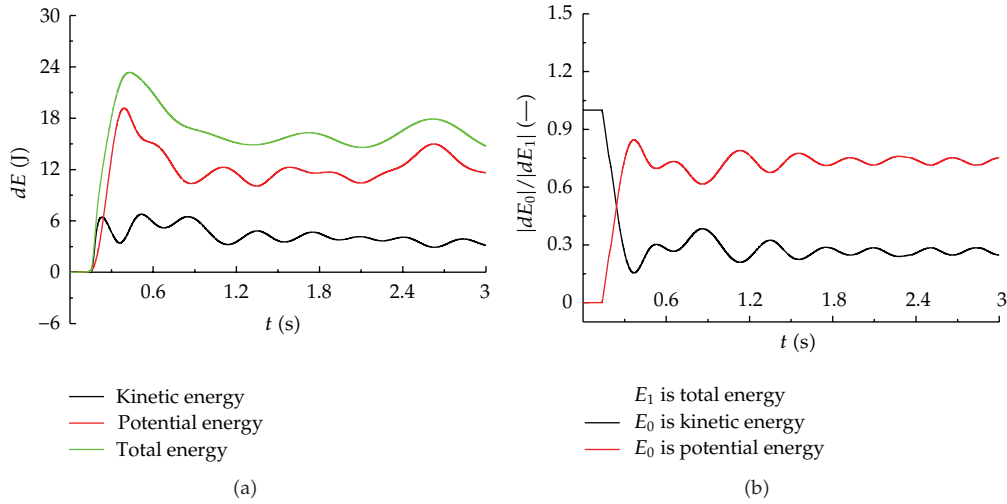 30
24
18
12
6
0
−6
dE (J)
0.6
1.2
1.8
2.4
3
t (s)
Kinetic energy
Potential energy
Total energy
(a)
1.5
1.2
0.9
0.6
0.3
0
|dE₀|/|dE₁| (—)
0.6
1.2
1.8
2.4
3
t (s)
E₁ is total energy
E₀ is kinetic energy
E₀ is potential energy
(b)